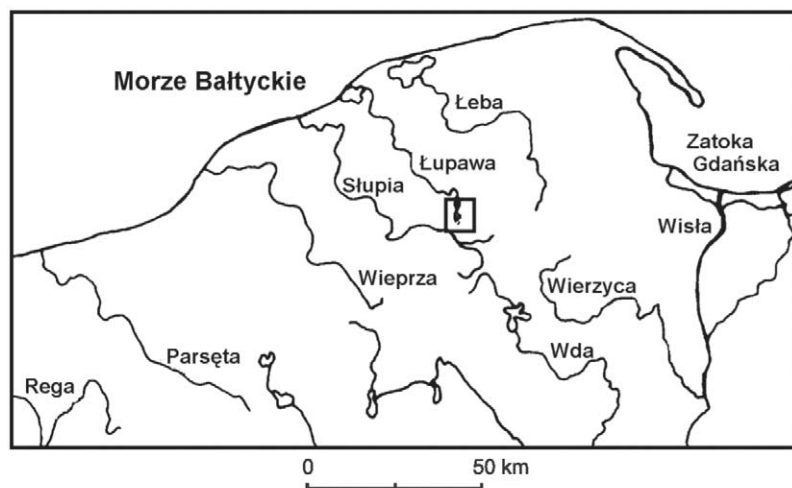 Morze Bałtyckie
Łeba
Zatoka
Gdańska
Łupawa
Słupia
Wisła
Wieprza
Wierzyca
Wda
Parsęta
Rega
0 50 km